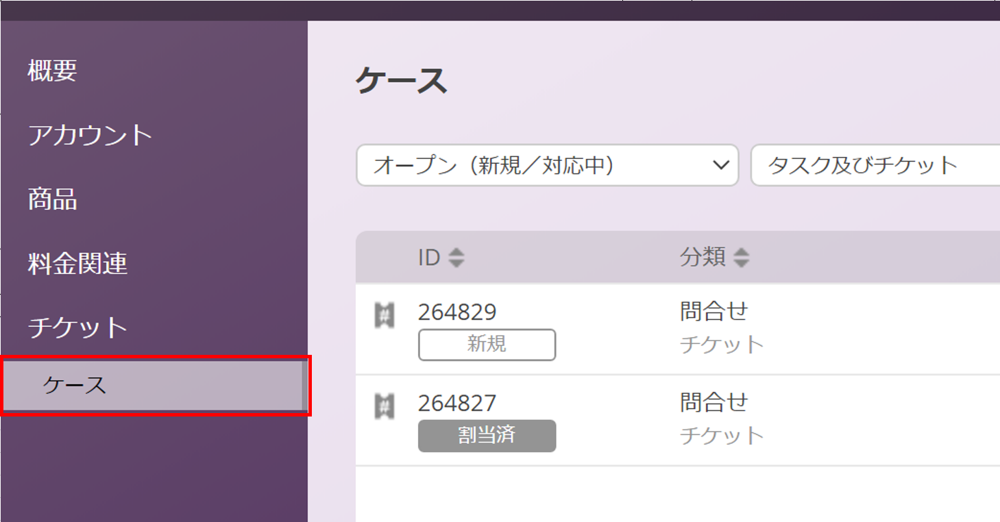 概要
アカウント
商品
料金関連
チケット
ケース
ケース
オープン（新規／対応中）
タスク及びチケット
ID 分類
# 264829 問合せ
新規 チケット
# 264827 問合せ
割当済 チケット